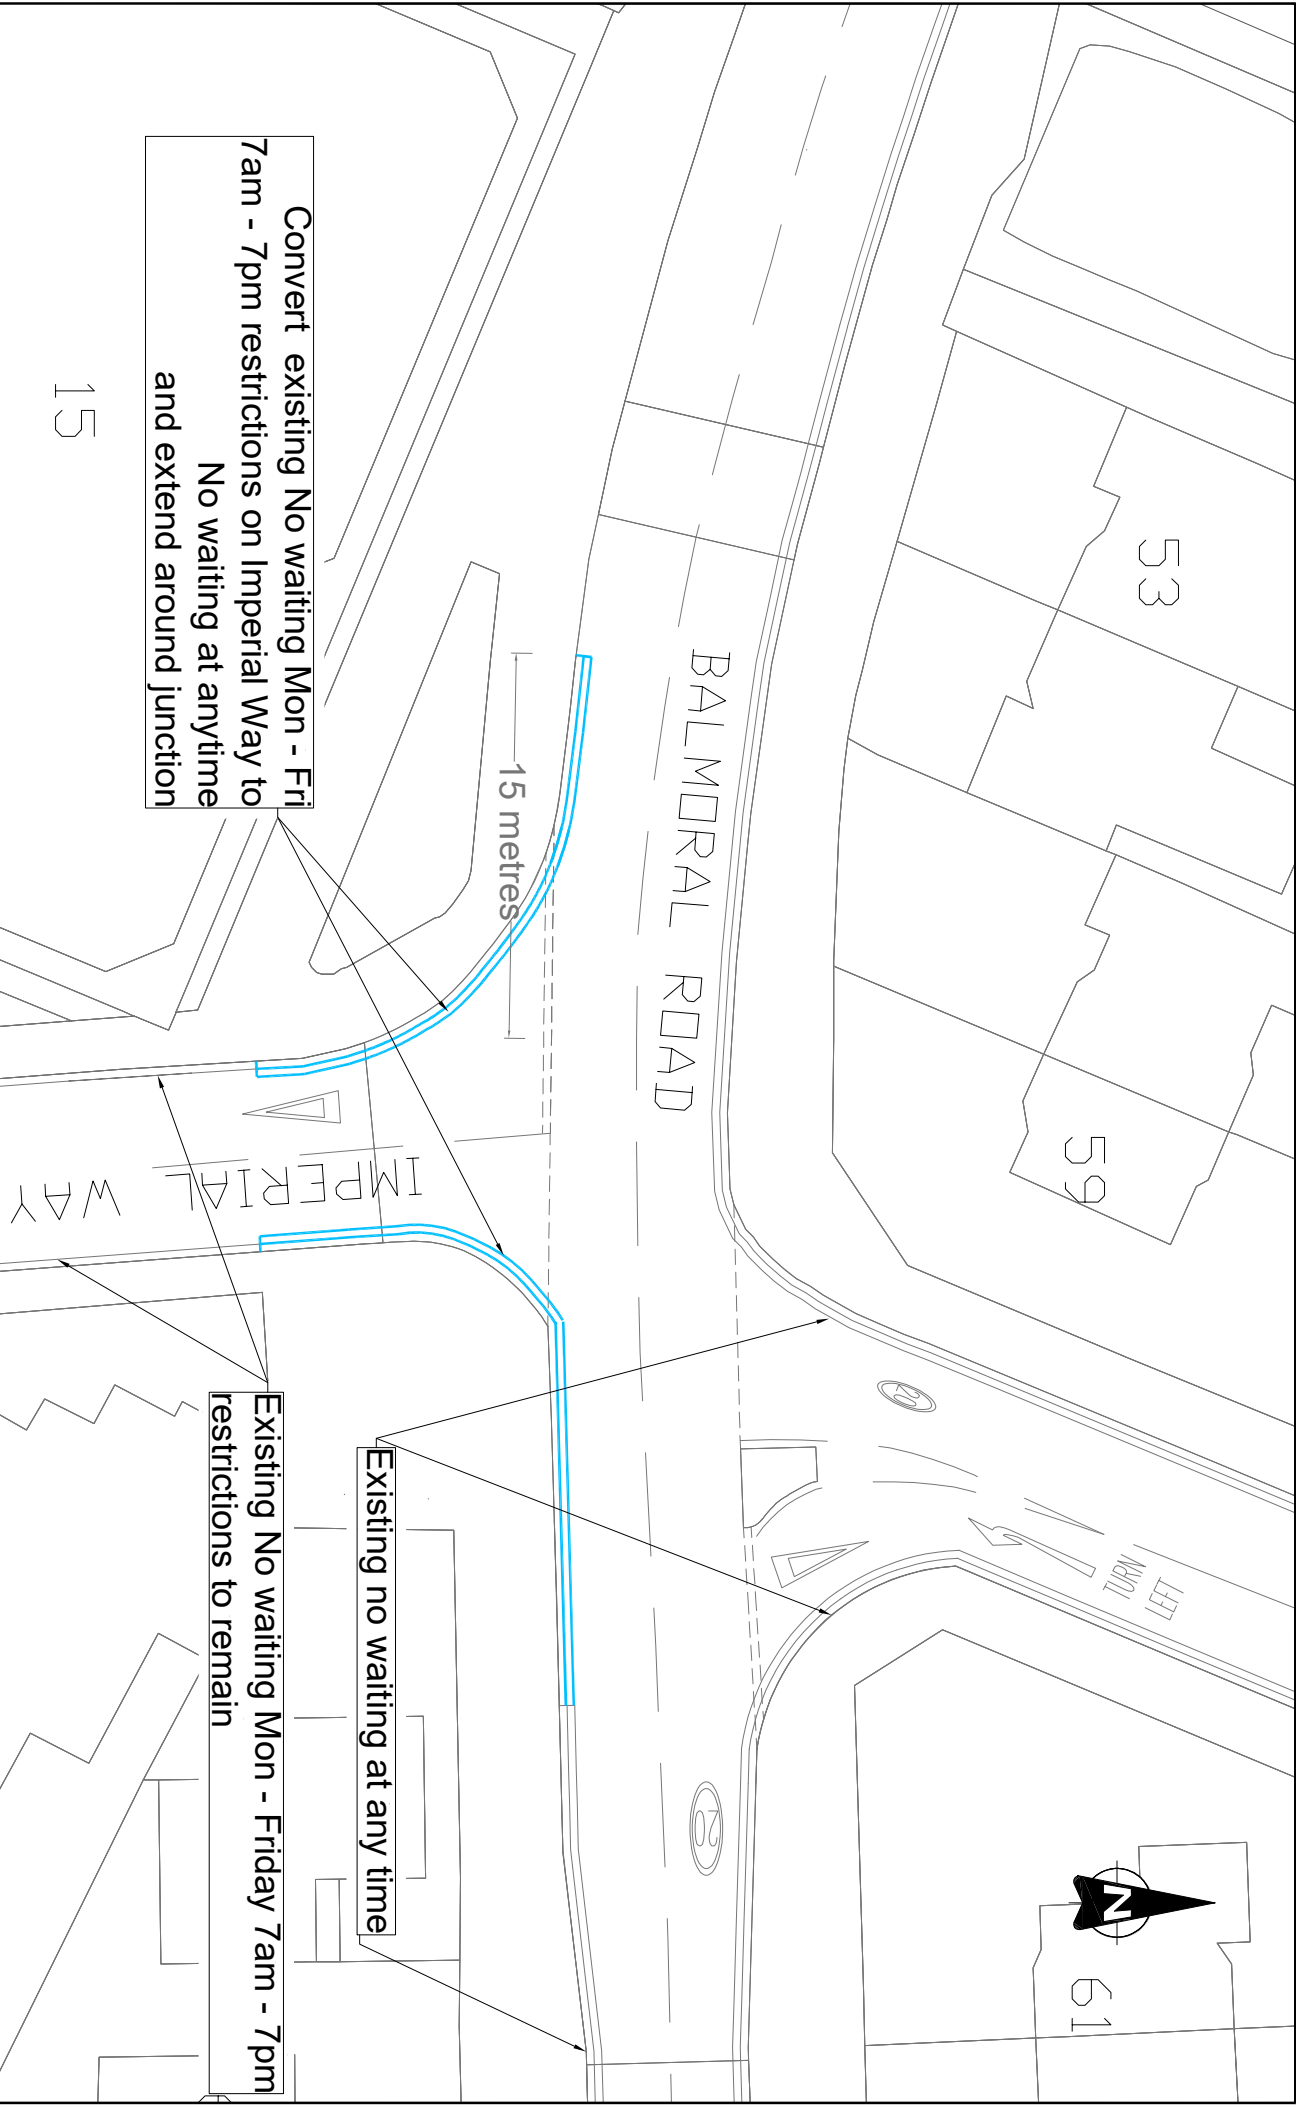 53
59
61
N
BALMORAL ROAD
TURN
LEFT
20
20
15 metres
IMPERIAL WAY
15
Convert existing No waiting Mon - Fri
7am - 7pm restrictions on Imperial Way to
No waiting at anytime
and extend around junction
Existing no waiting at any time
Existing No waiting Mon - Friday 7am - 7pm
restrictions to remain